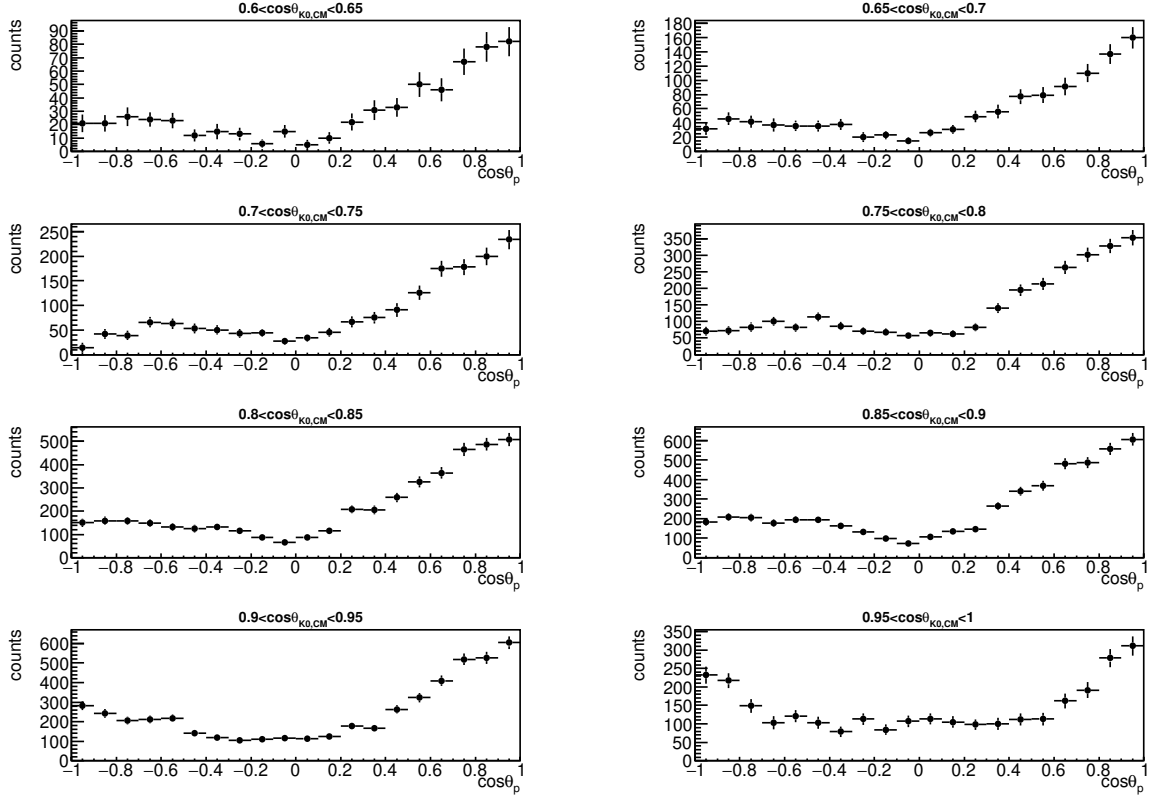 0.6<cosθK0,CM<0.65
counts
90
80
70
60
50
40
30
20
10
0
−1 −0.8 −0.6 −0.4 −0.2 0 0.2 0.4 0.6 0.8 1
cosθp
0.65<cosθK0,CM<0.7
counts
180
160
140
120
100
80
60
40
20
0
−1 −0.8 −0.6 −0.4 −0.2 0 0.2 0.4 0.6 0.8 1
cosθp
0.7<cosθK0,CM<0.75
counts
250
200
150
100
50
0
−1 −0.8 −0.6 −0.4 −0.2 0 0.2 0.4 0.6 0.8 1
cosθp
0.75<cosθK0,CM<0.8
counts
350
300
250
200
150
100
50
0
−1 −0.8 −0.6 −0.4 −0.2 0 0.2 0.4 0.6 0.8 1
cosθp
0.8<cosθK0,CM<0.85
counts
500
400
300
200
100
0
−1 −0.8 −0.6 −0.4 −0.2 0 0.2 0.4 0.6 0.8 1
cosθp
0.85<cosθK0,CM<0.9
counts
600
500
400
300
200
100
0
−1 −0.8 −0.6 −0.4 −0.2 0 0.2 0.4 0.6 0.8 1
cosθp
0.9<cosθK0,CM<0.95
counts
600
500
400
300
200
100
0
−1 −0.8 −0.6 −0.4 −0.2 0 0.2 0.4 0.6 0.8 1
cosθp
0.95<cosθK0,CM<1
counts
350
300
250
200
150
100
50
0
−1 −0.8 −0.6 −0.4 −0.2 0 0.2 0.4 0.6 0.8 1
cosθp